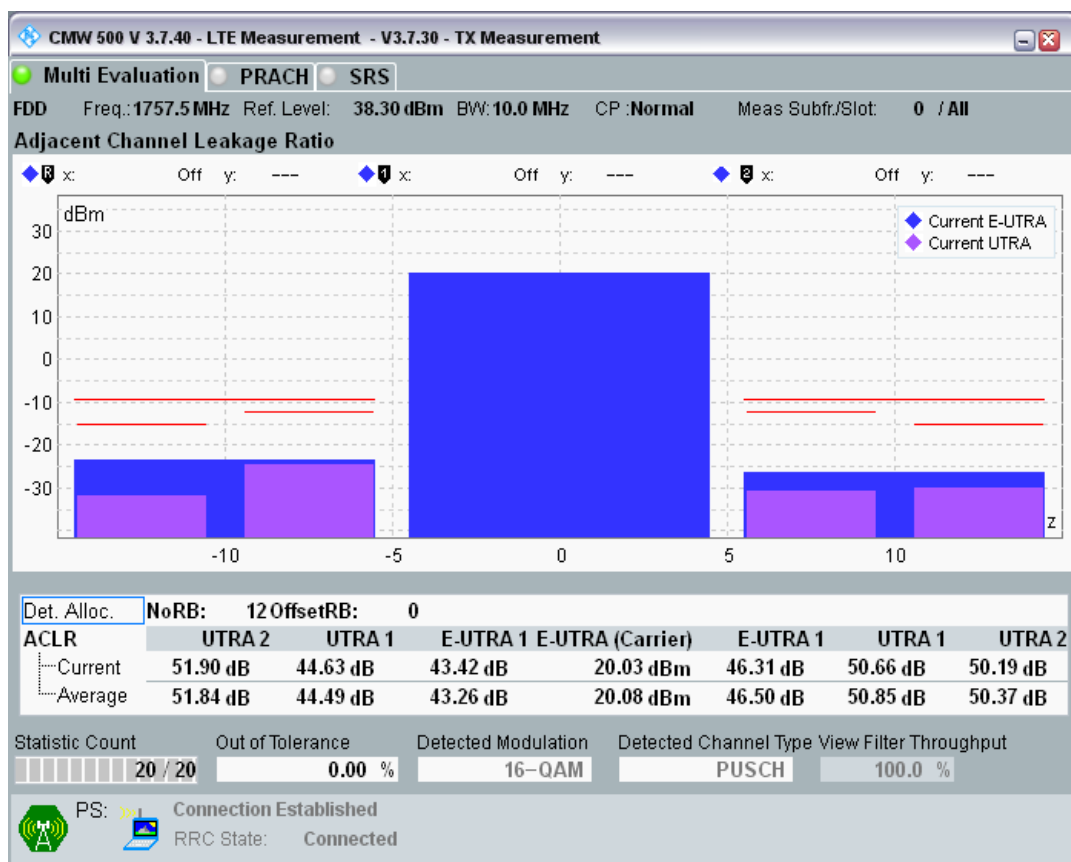 CMW 500 V 3.7.40 - LTE Measurement - V3.7.30 - TX Measurement
Multi Evaluation PRACH SRS
FDD Freq.: 1757.5 MHz Ref. Level: 38.30 dBm BW: 10.0 MHz CP : Normal Meas Subfr./Slot: 0 / All
Adjacent Channel Leakage Ratio
R x: Off y: --- 1 x: Off y: --- 2 x: Off y: ---
dBm
Current E-UTRA
Current UTRA
30
20
10
0
-10
-20
-30
z
-10 -5 0 5 10
Det. Alloc. NoRB: 12 OffsetRB: 0
ACLR UTRA 2 UTRA 1 E-UTRA 1 E-UTRA (Carrier) E-UTRA 1 UTRA 1 UTRA 2
Current 51.90 dB 44.63 dB 43.42 dB 20.03 dBm 46.31 dB 50.66 dB 50.19 dB
Average 51.84 dB 44.49 dB 43.26 dB 20.08 dBm 46.50 dB 50.85 dB 50.37 dB
Statistic Count Out of Tolerance Detected Modulation Detected Channel Type View Filter Throughput
20 / 20 0.00 % 16-QAM PUSCH 100.0 %
PS: Connection Established
RRC State: Connected